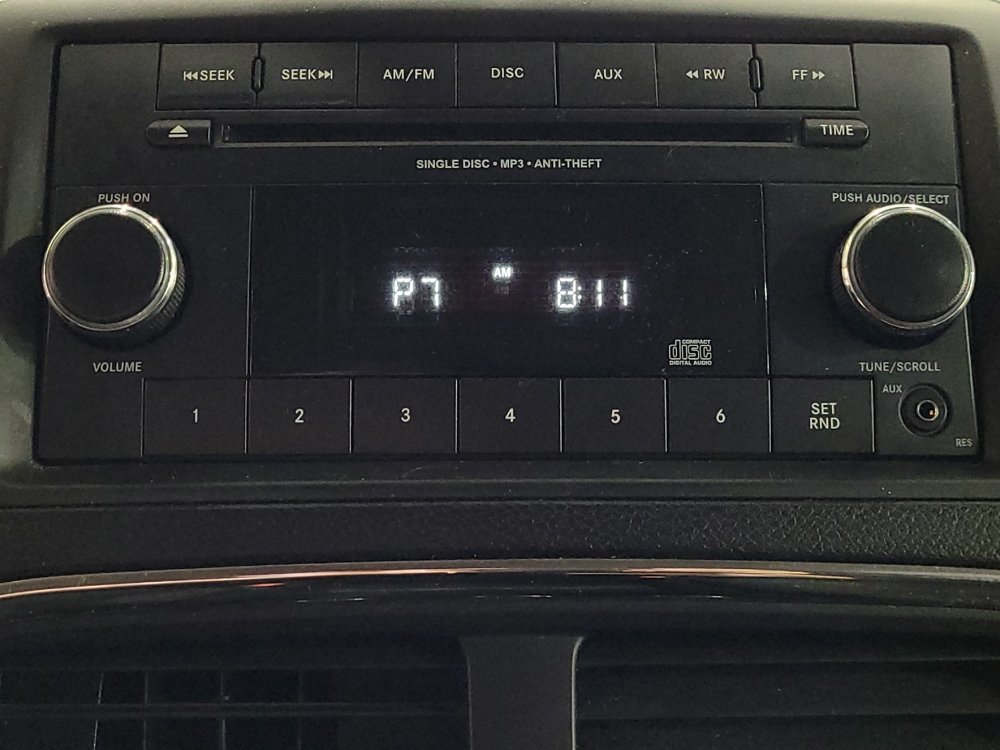 SEEK SEEK AM/FM DISC AUX RW FF
TIME
SINGLE DISC • MP3 • ANTI-THEFT
PUSH ON PUSH AUDIO/SELECT
AM
P7 8:11
COMPACT
disc
DIGITAL AUDIO
VOLUME TUNE/SCROLL
AUX
1 2 3 4 5 6 SET
RND
RES